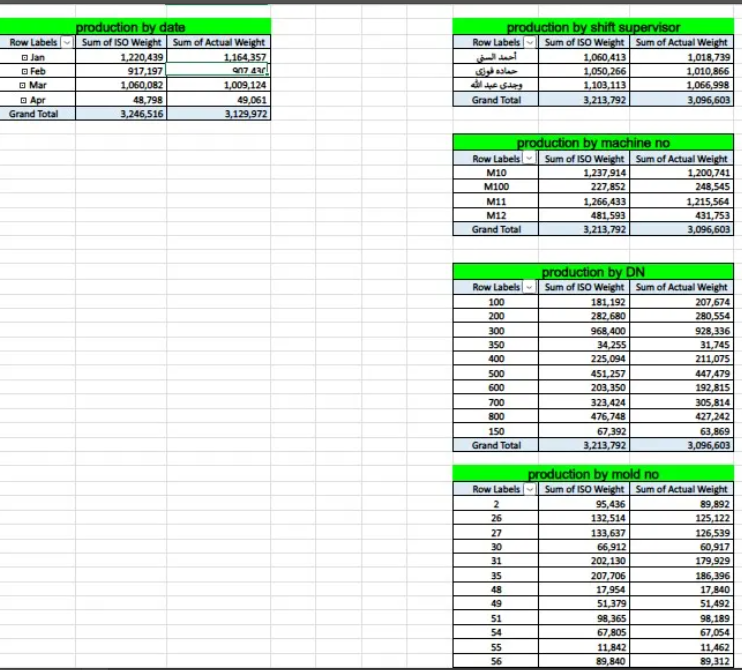 production by date
Row Labels Sum of ISO Weight Sum of Actual Weight
Jan 1,220,439 1,164,357
Feb 917,197
Mar 1,060,082 1,009,124
Apr 48,798 49,061
Grand Total 3,246,516 3,129,972
production by shift supervisor
Row Labels Sum of ISO Weight Sum of Actual Weight
أحمد السني 1,060,413 1,018,739
حماده فوزى 1,050,266 1,010,866
وجدى عبد الله 1,103,113 1,066,998
Grand Total 3,213,792 3,096,603
production by machine no
Row Labels Sum of ISO Weight Sum of Actual Weight
M10 1,237,914 1,200,741
M100 227,852 248,545
M11 1,266,433 1,215,564
M12 481,593 431,753
Grand Total 3,213,792 3,096,603
production by DN
Row Labels Sum of ISO Weight Sum of Actual Weight
100 181,192 207,674
200 282,680 280,554
300 968,400 928,336
350 34,255 31,745
400 225,094 211,075
500 451,257 447,479
600 203,350 192,815
700 323,424 305,814
800 476,748 427,242
150 67,392 63,869
Grand Total 3,213,792 3,096,603
production by mold no
Row Labels Sum of ISO Weight Sum of Actual Weight
2 95,436 89,892
26 132,514 125,122
27 133,637 126,539
30 66,912 60,917
31 202,130 179,929
35 207,706 186,396
48 17,954 17,840
49 51,379 51,492
51 98,365 98,189
54 67,805 67,054
55 11,842 11,462
56 89,840 89,312